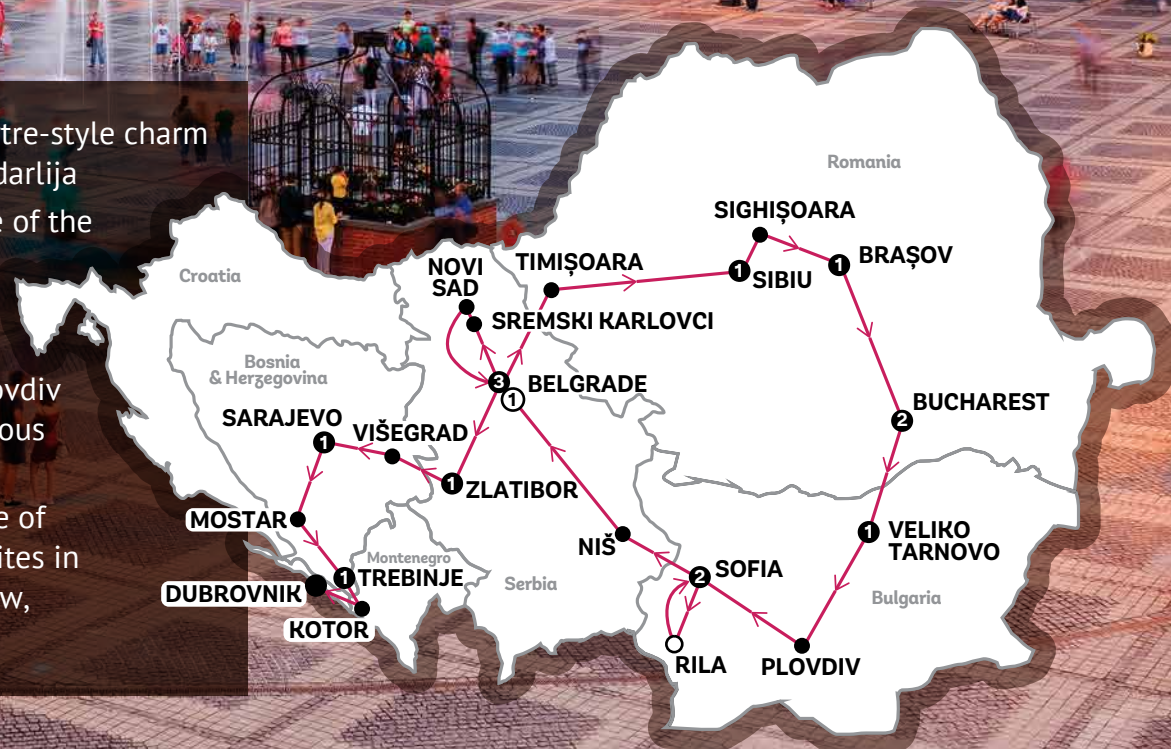 tre-style charm
darlija
e of the
ovdiv
ous
e of
ites in
w,
Romania
SIGHIȘOARA
BRAȘOV
TIMIȘOARA
1
SIBIU
1
NOVI
SAD
Croatia
SREMSKI KARLOVCI
Bosnia
& Herzegovina
3
BELGRADE
1
BUCHAREST
2
SARAJEVO
1
VIŠEGRAD
1
ZLATIBOR
MOSTAR
NIŠ
1
VELIKO
TARNOVO
Montenegro
1
TREBINJE
DUBROVNIK
KOTOR
Serbia
2
SOFIA
Bulgaria
RILA
PLOVDIV